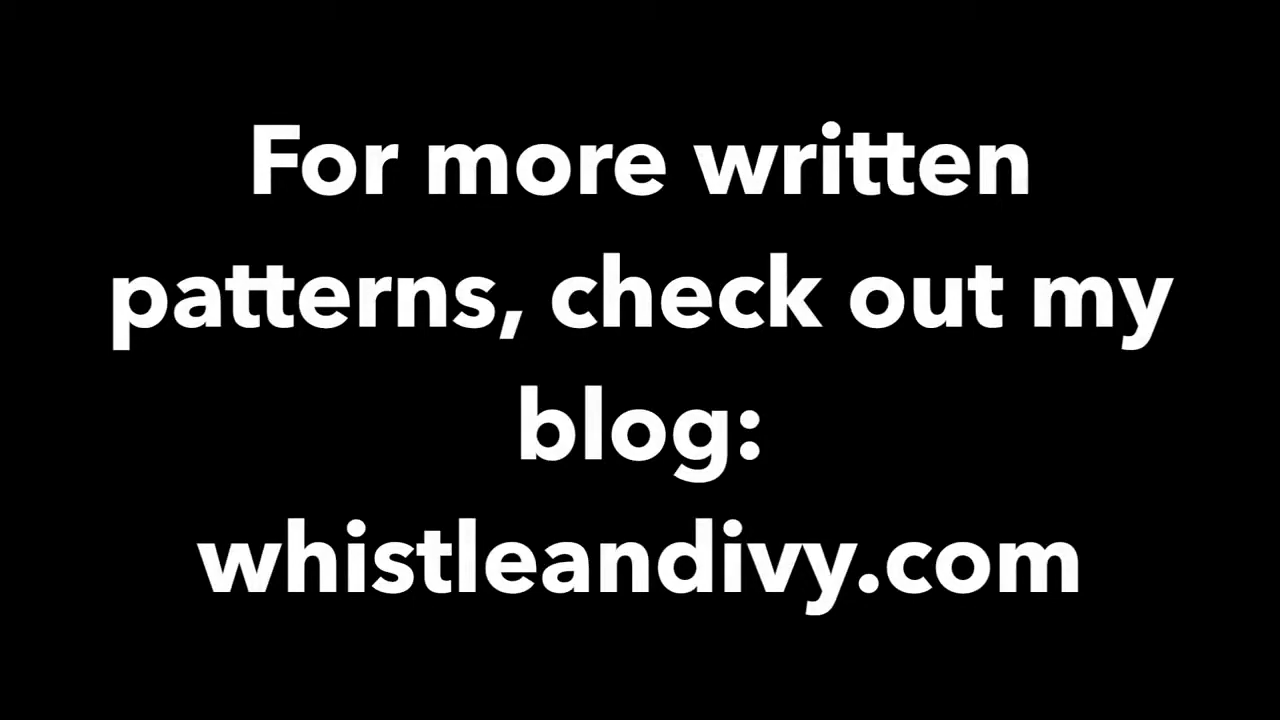 For more written
patterns, check out my
blog:
whistleandivy.com